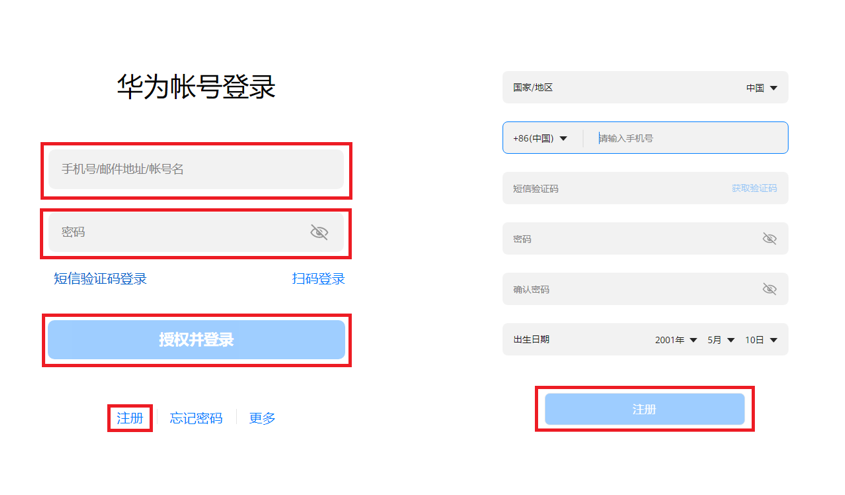 华为帐号登录
手机号/邮件地址/帐号名
密码
短信验证码登录 扫码登录
授权并登录
注册 忘记密码 更多
国家/地区 中国
+86(中国) 请输入手机号
短信验证码 获取验证码
密码
确认密码
出生日期 2001年 5月 10日
注册